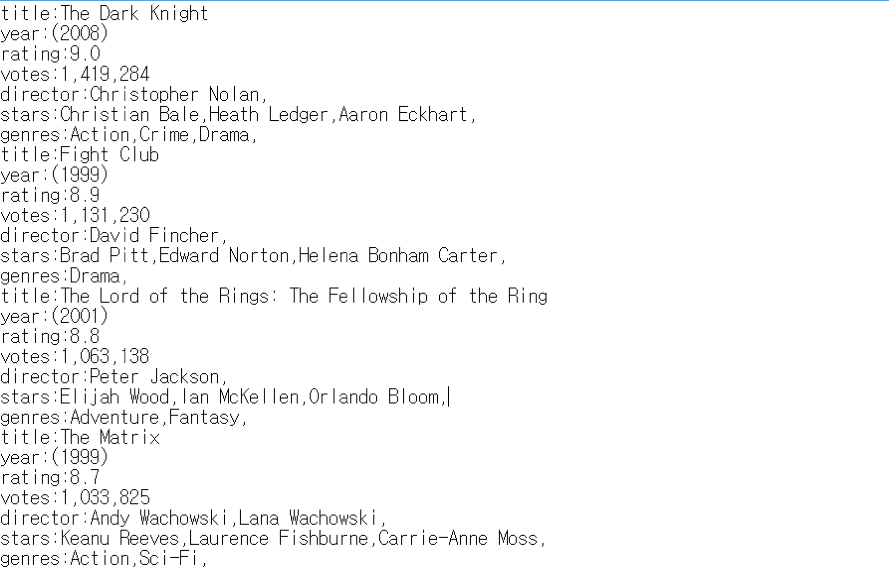 title:The Dark Knight
year:(2008)
rating:9.0
votes:1,419,284
director:Christopher Nolan,
stars:Christian Bale,Heath Ledger,Aaron Eckhart,
genres:Action,Crime,Drama,
title:Fight Club
year:(1999)
rating:8.9
votes:1,131,230
director:David Fincher,
stars:Brad Pitt,Edward Norton,Helena Bonham Carter,
genres:Drama,
title:The Lord of the Rings: The Fellowship of the Ring
year:(2001)
rating:8.8
votes:1,063,138
director:Peter Jackson,
stars:Elijah Wood,Ian McKellen,Orlando Bloom,
genres:Adventure,Fantasy,
title:The Matrix
year:(1999)
rating:8.7
votes:1,033,825
director:Andy Wachowski,Lana Wachowski,
stars:Keanu Reeves,Laurence Fishburne,Carrie-Anne Moss,
genres:Action,Sci-Fi,